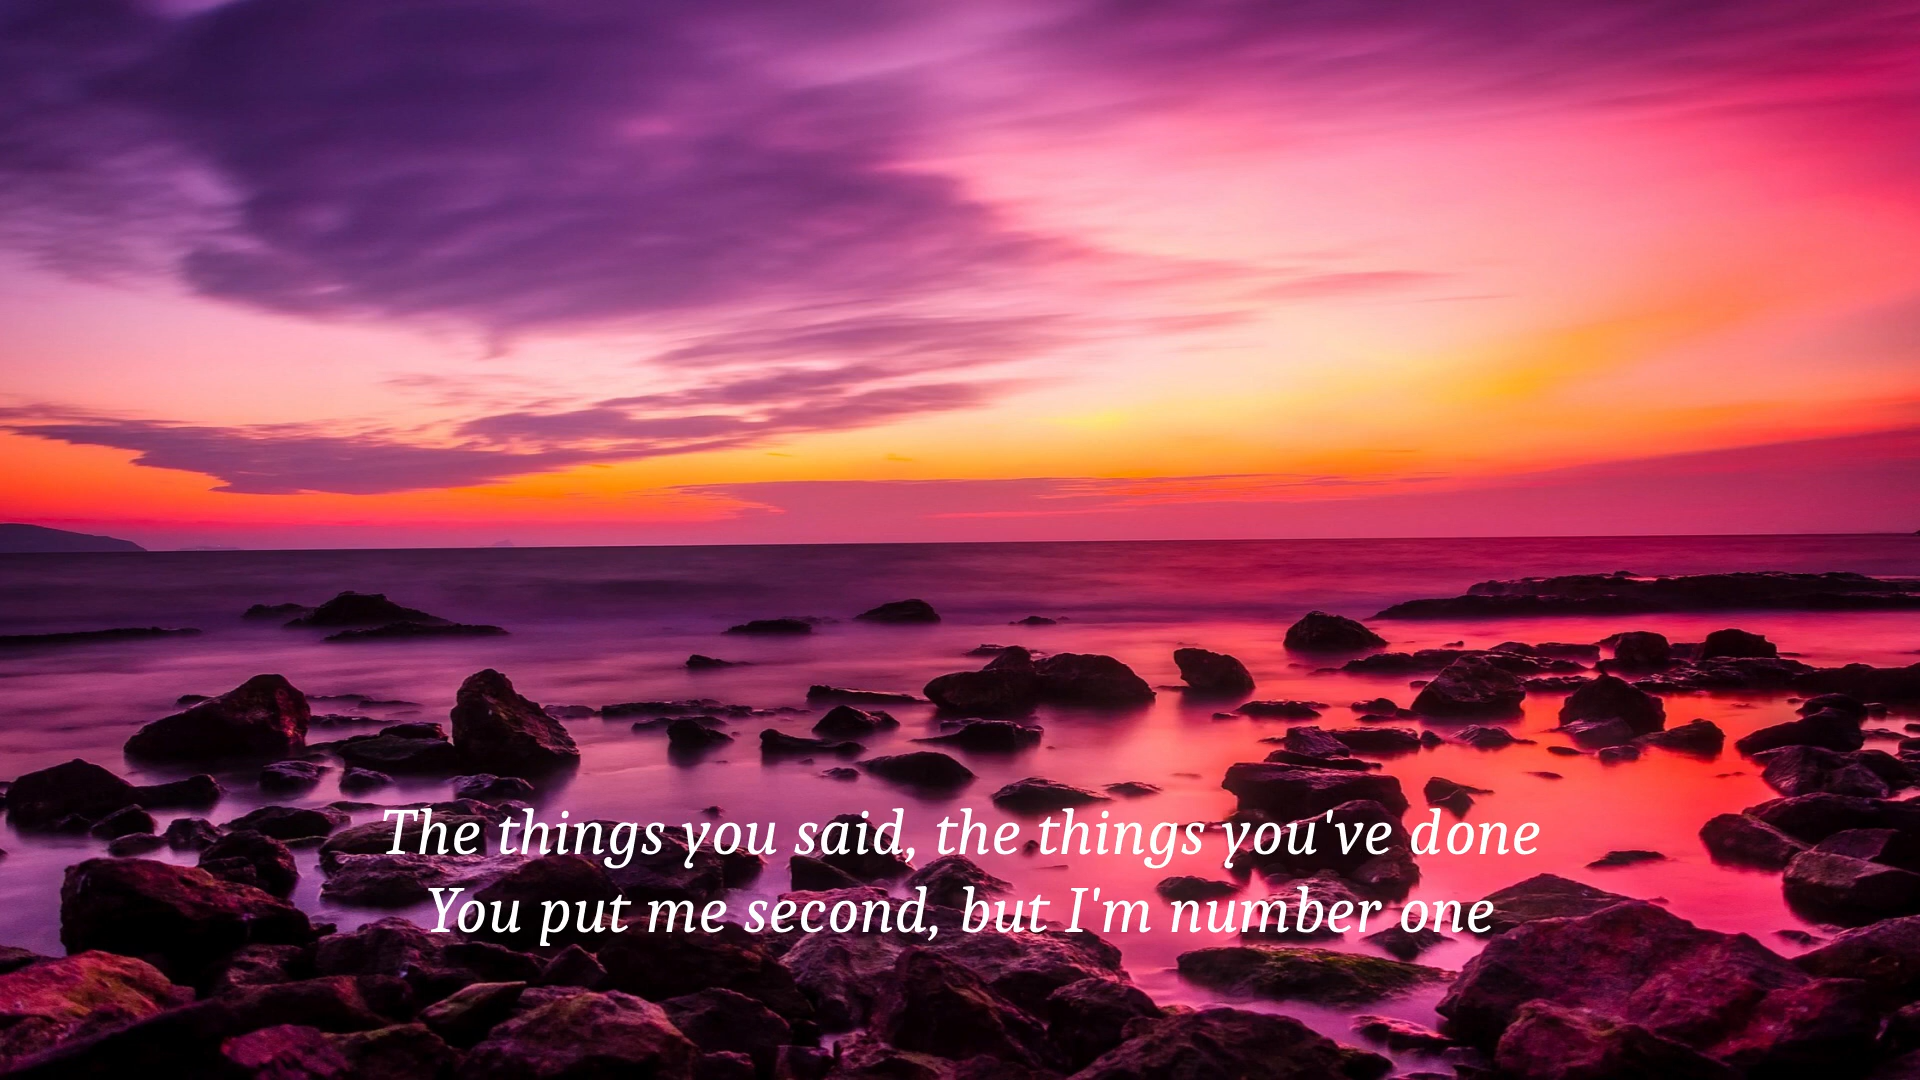 The things you said, the things you've done
You put me second, but I'm number one